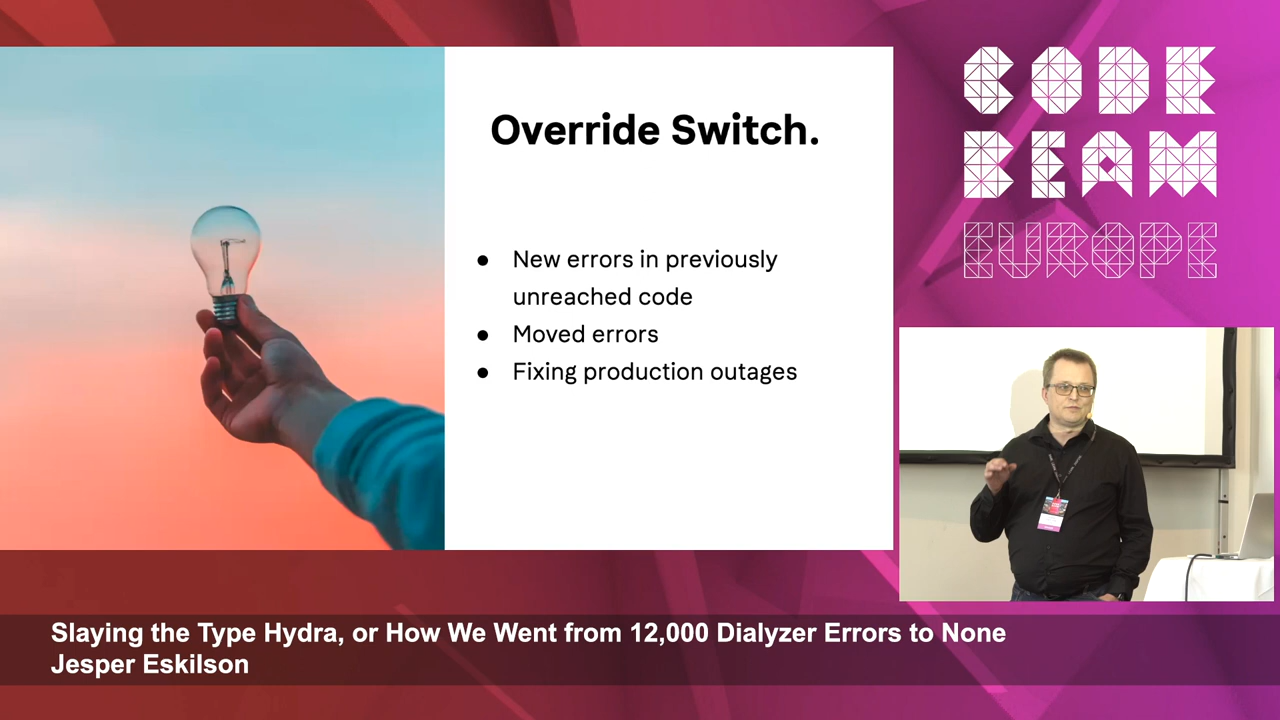 Override Switch.
● New errors in previously
unreached code
● Moved errors
● Fixing production outages
CODE
BEAM
EUROPE
Slaying the Type Hydra, or How We Went from 12,000 Dialyzer Errors to None
Jesper Eskilson